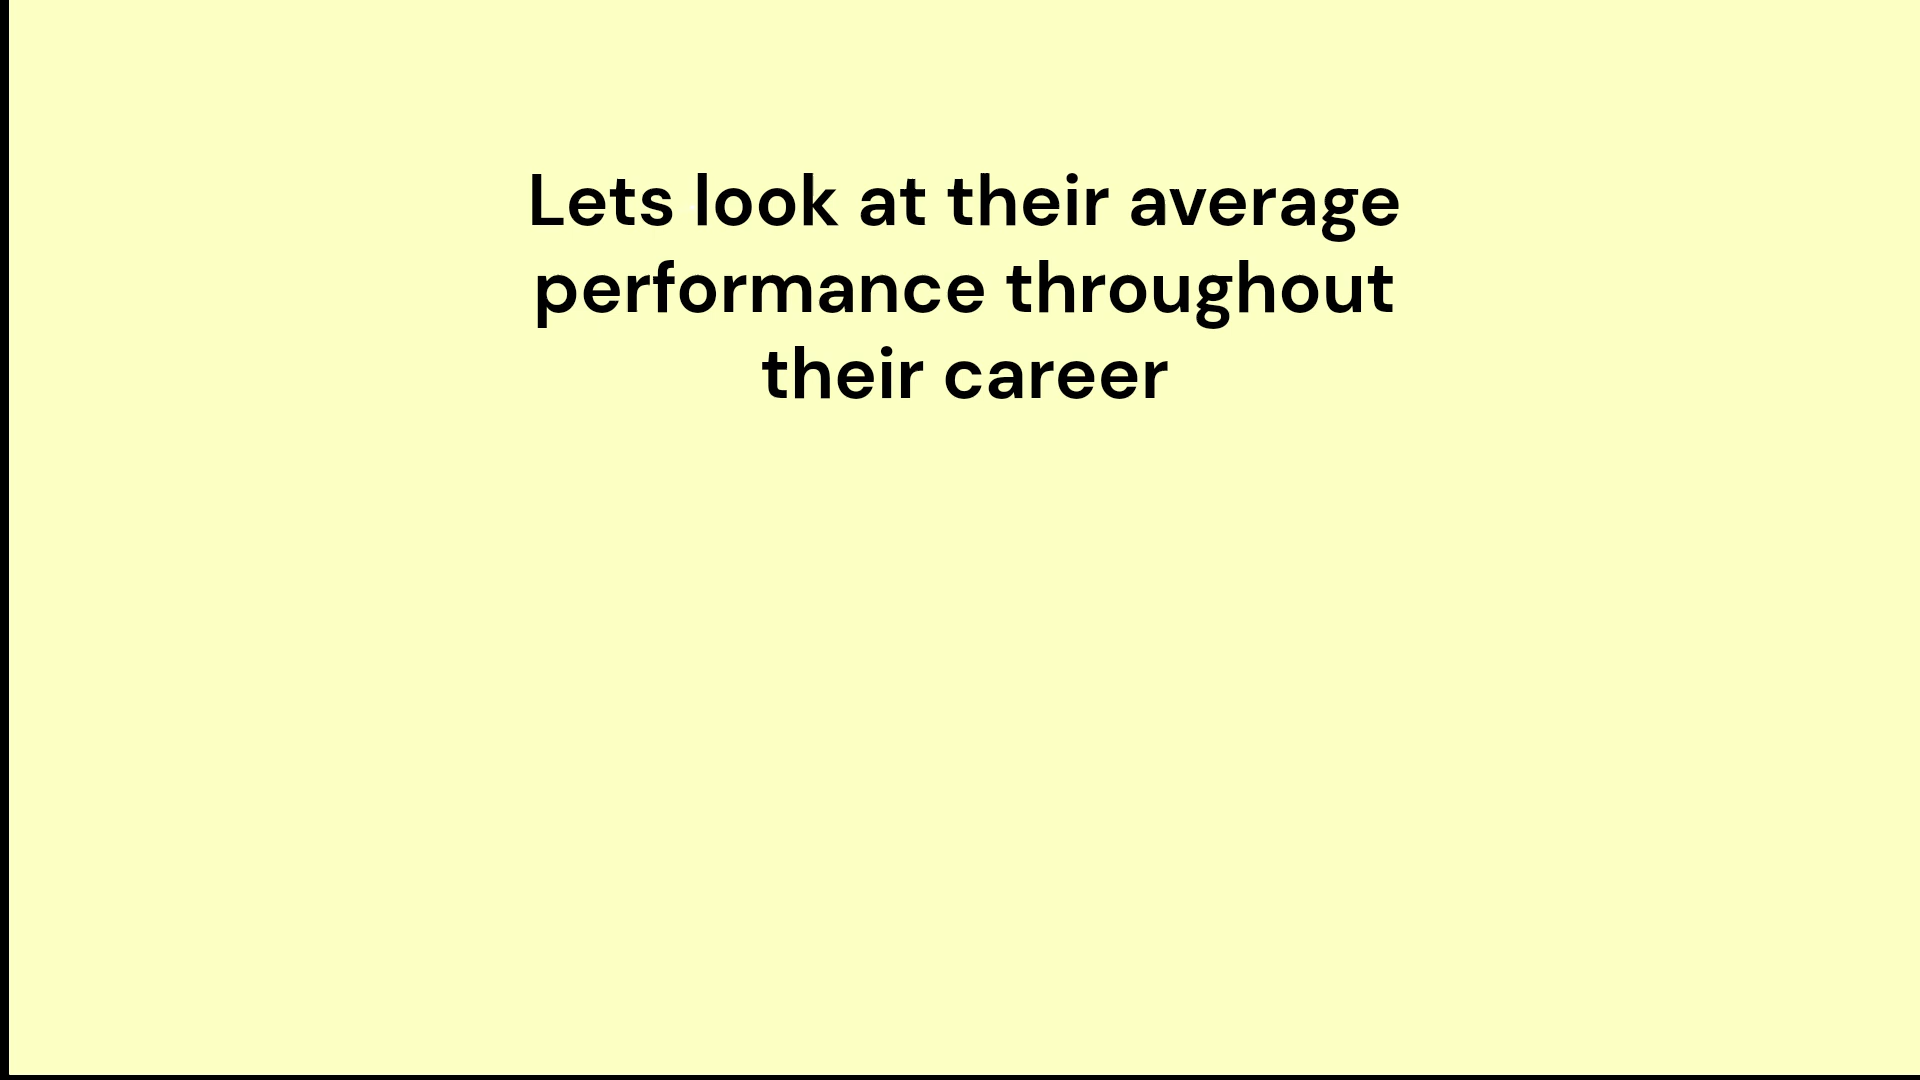 Lets look at their average
performance throughout
their career